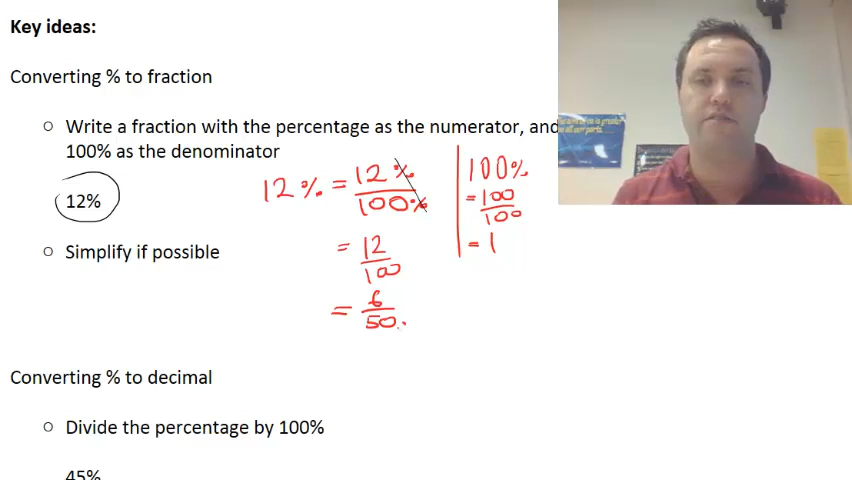 Key ideas:
Converting % to fraction
o Write a fraction with the percentage as the numerator, and
100% as the denominator
12%
o Simplify if possible
12% = 12%/100%
= 12/100
= 6/50.
100%
= 100/100
= 1
Converting % to decimal
o Divide the percentage by 100%
45%